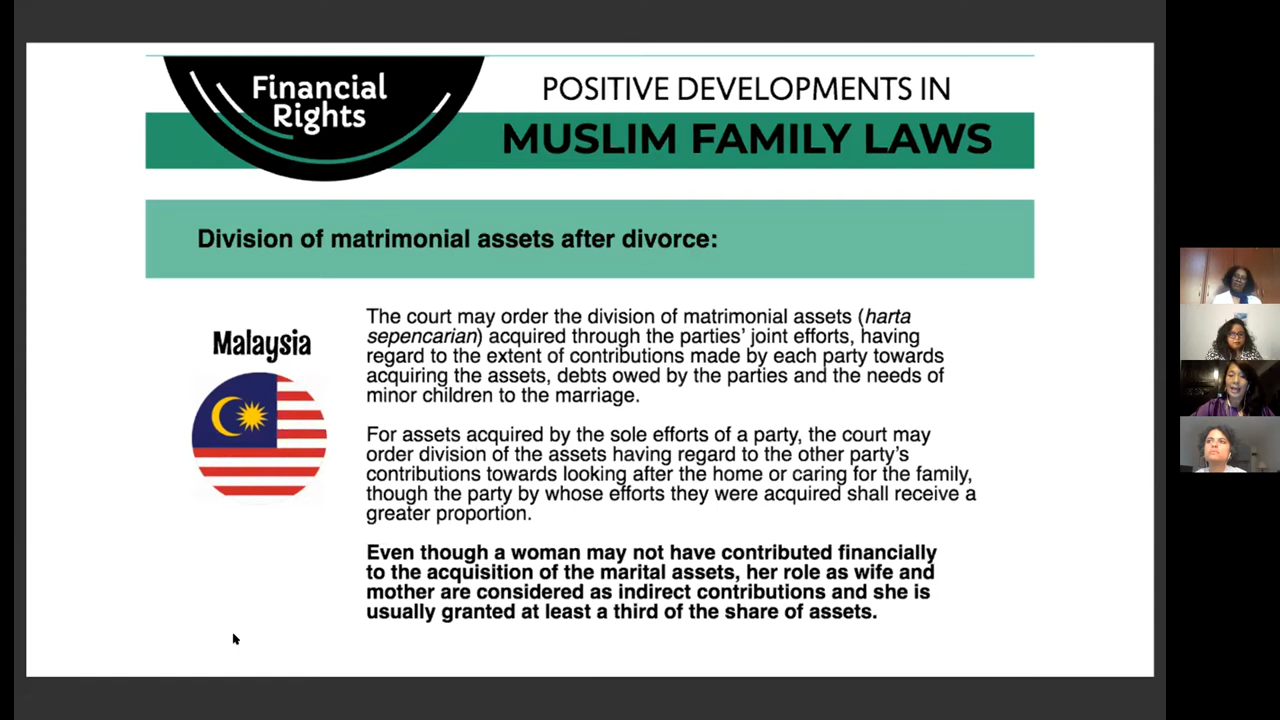 Financial
Rights
POSITIVE DEVELOPMENTS IN
MUSLIM FAMILY LAWS
Division of matrimonial assets after divorce:
Malaysia
The court may order the division of matrimonial assets (harta
sepencarian) acquired through the parties' joint efforts, having
regard to the extent of contributions made by each party towards
acquiring the assets, debts owed by the parties and the needs of
minor children to the marriage.
For assets acquired by the sole efforts of a party, the court may
order division of the assets having regard to the other party's
contributions towards looking after the home or caring for the family,
though the party by whose efforts they were acquired shall receive a
greater proportion.
Even though a woman may not have contributed financially
to the acquisition of the marital assets, her role as wife and
mother are considered as indirect contributions and she is
usually granted at least a third of the share of assets.